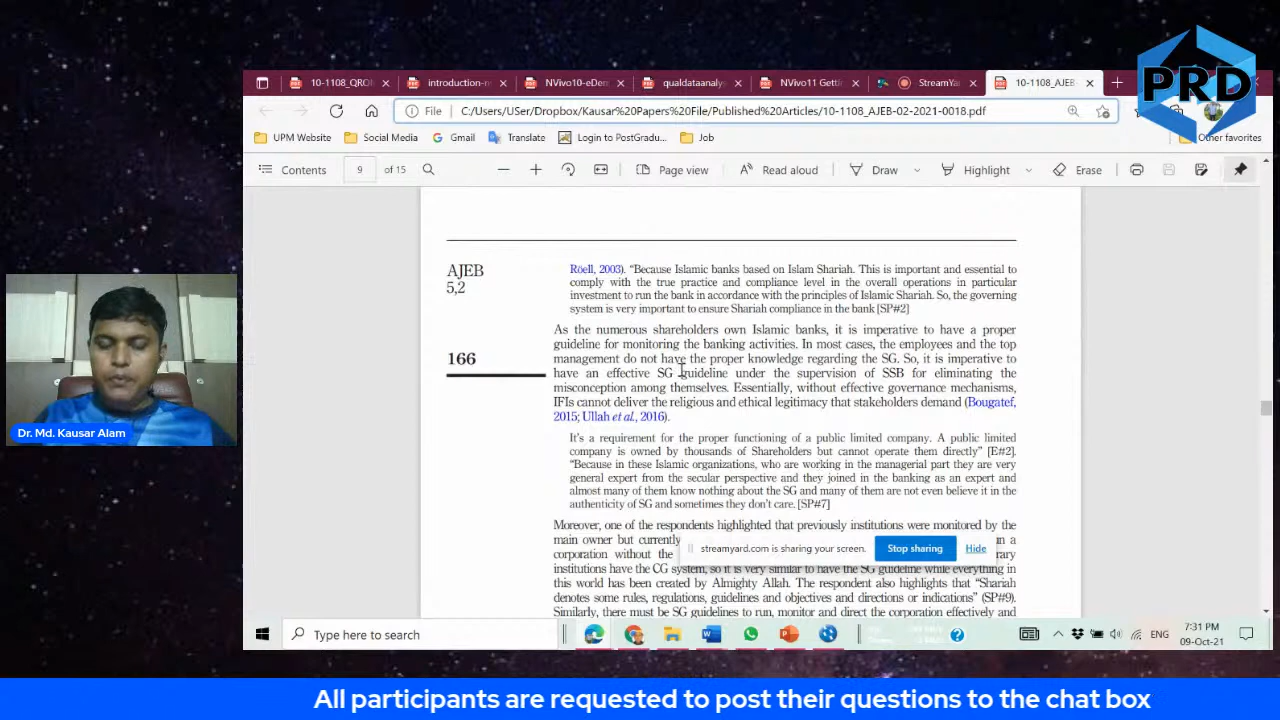 PRD
10-1108_QRO
introduction-n
NVivo10-eDem
qualdataanaly
NVivo11 Getti
StreamYa
10-1108_AJEB
File
C:/Users/USer/Dropbox/Kausar%20Papers%20File/Published%20Articles/10-1108_AJEB-02-2021-0018.pdf
UPM Website
Social Media
Gmail
Translate
Login to PostGradu...
Job
Other favorites
Contents
9 of 15
Page view
Read aloud
Draw
Highlight
Erase
AJEB
5,2
166
Röell, 2003). “Because Islamic banks based on Islam Shariah. This is important and essential to
comply with the true practice and compliance level in the overall operations in particular
investment to run the bank in accordance with the principles of Islamic Shariah. So, the governing
system is very important to ensure Shariah compliance in the bank [SP#2]
As the numerous shareholders own Islamic banks, it is imperative to have a proper
guideline for monitoring the banking activities. In most cases, the employees and the top
management do not have the proper knowledge regarding the SG. So, it is imperative to
have an effective SG guideline under the supervision of SSB for eliminating the
misconception among themselves. Essentially, without effective governance mechanisms,
IFIs cannot deliver the religious and ethical legitimacy that stakeholders demand (Bougatef,
2015; Ullah et al., 2016).
It’s a requirement for the proper functioning of a public limited company. A public limited
company is owned by thousands of Shareholders but cannot operate them directly” [E#2].
“Because in these Islamic organizations, who are working in the managerial part they are very
general expert from the secular perspective and they joined in the banking as an expert and
almost many of them know nothing about the SG and many of them are not even believe it in the
authenticity of SG and sometimes they don’t care. [SP#7]
Moreover, one of the respondents highlighted that previously institutions were monitored by the
main owner but currently
corporation without the
institutions have the CG system, so it is very similar to have the SG guideline while everything in
this world has been created by Almighty Allah. The respondent also highlights that “Shariah
denotes some rules, regulations, guidelines and objectives and directions or indications” (SP#9).
Similarly, there must be SG guidelines to run, monitor and direct the corporation effectively and
streamyard.com is sharing your screen.
Stop sharing
Hide
Dr. Md. Kausar Alam
Type here to search
ENG
7:31 PM
09-Oct-21
All participants are requested to post their questions to the chat box